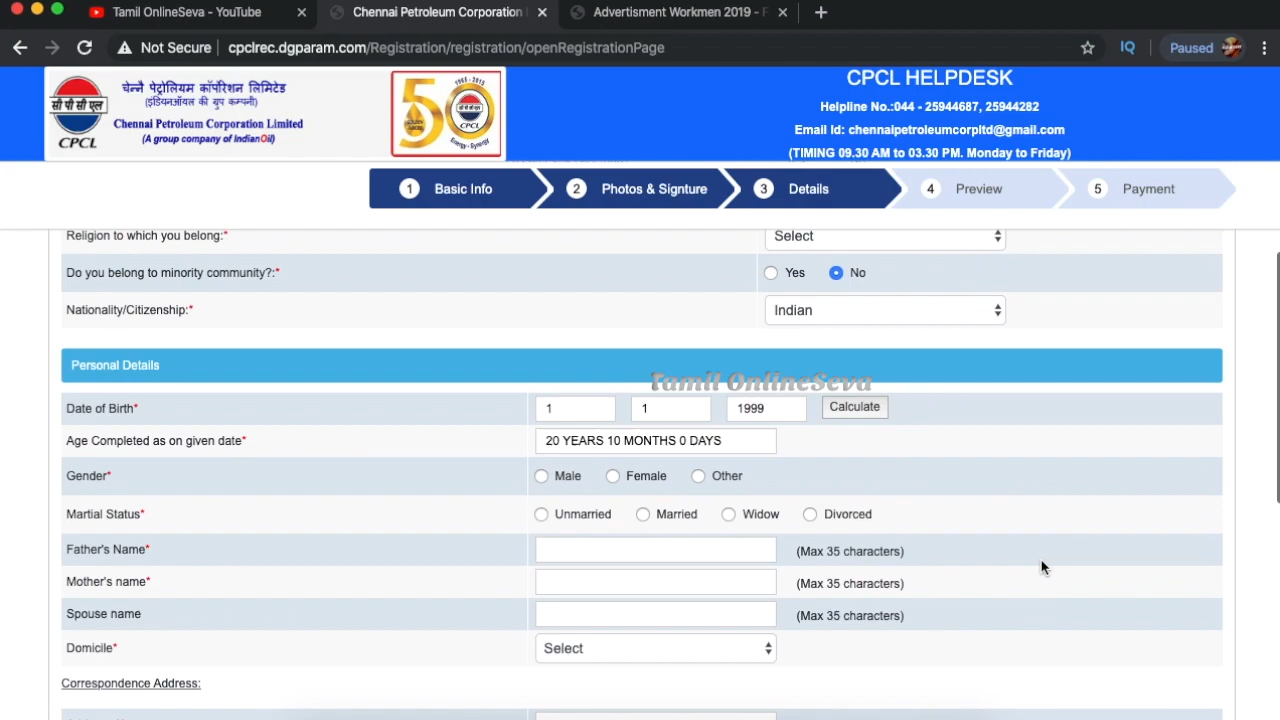 Tamil OnlineSeva - YouTube
Chennai Petroleum Corporation
Advertisment Workmen 2019 - F
Not Secure
cpclrec.dgparam.com/Registration/registration/openRegistrationPage
IQ
Paused
सी पी सी एल
CPCL
चेन्नै पेट्रोलियम कॉर्पोरेशन लिमिटेड
(इंडियनऑयल की ग्रुप कम्पनी)
Chennai Petroleum Corporation Limited
(A group company of IndianOil)
50
CPCL
Energy-Synergy
CPCL HELPDESK
Helpline No.:044 - 25944687, 25944282
Email Id: chennaipetroleumcorpltd@gmail.com
(TIMING 09.30 AM to 03.30 PM. Monday to Friday)
1 Basic Info
2 Photos & Signture
3 Details
4 Preview
5 Payment
Religion to which you belong:* Select
Do you belong to minority community?:* Yes No
Nationality/Citizenship:* Indian
Personal Details
Tamil OnlineSeva
Date of Birth* 1 1 1999 Calculate
Age Completed as on given date* 20 YEARS 10 MONTHS 0 DAYS
Gender* Male Female Other
Martial Status* Unmarried Married Widow Divorced
Father's Name* (Max 35 characters)
Mother's name* (Max 35 characters)
Spouse name (Max 35 characters)
Domicile* Select
Correspondence Address: